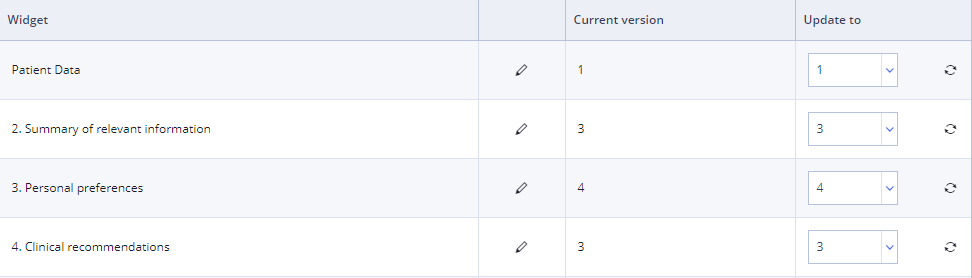 Widget Current version Update to
Patient Data 1 1
2. Summary of relevant information 3 3
3. Personal preferences 4 4
4. Clinical recommendations 3 3